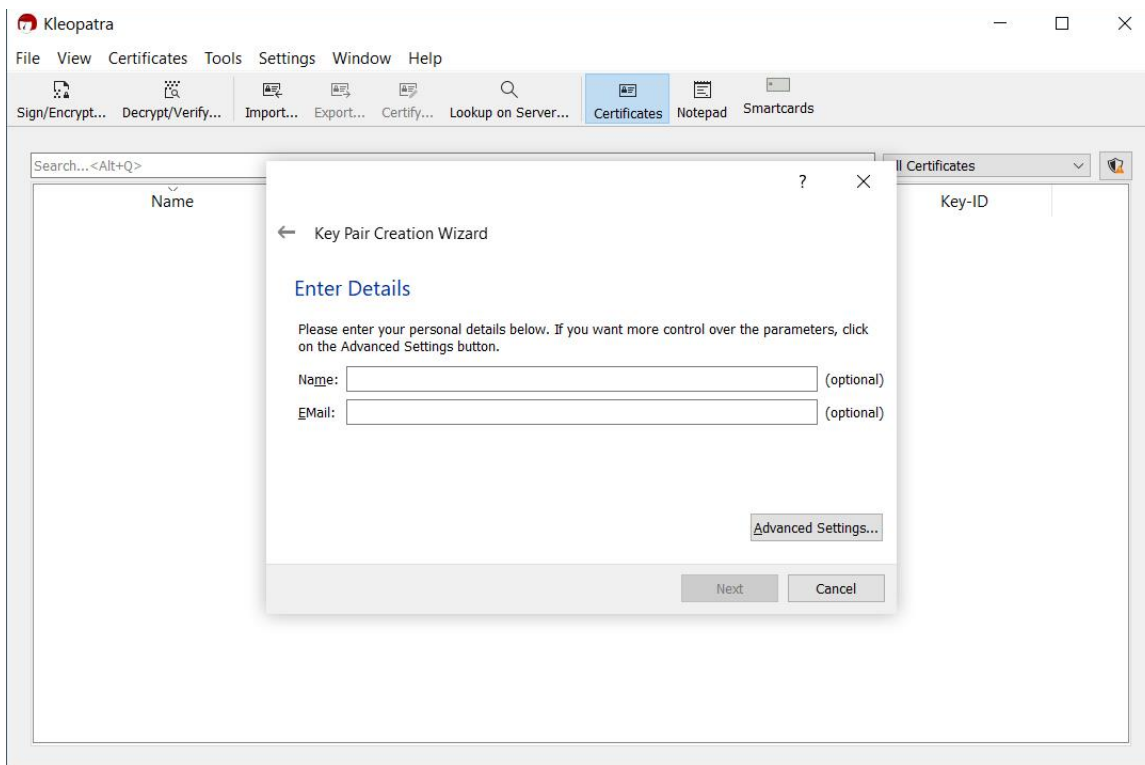 Kleopatra
File View Certificates Tools Settings Window Help
Sign/Encrypt... Decrypt/Verify... Import... Export... Certify... Lookup on Server... Certificates Notepad Smartcards
Search...<Alt+Q>
ll Certificates
Name
Key-ID
?
Key Pair Creation Wizard
Enter Details
Please enter your personal details below. If you want more control over the parameters, click
on the Advanced Settings button.
Name: (optional)
EMail: (optional)
Advanced Settings...
Next Cancel